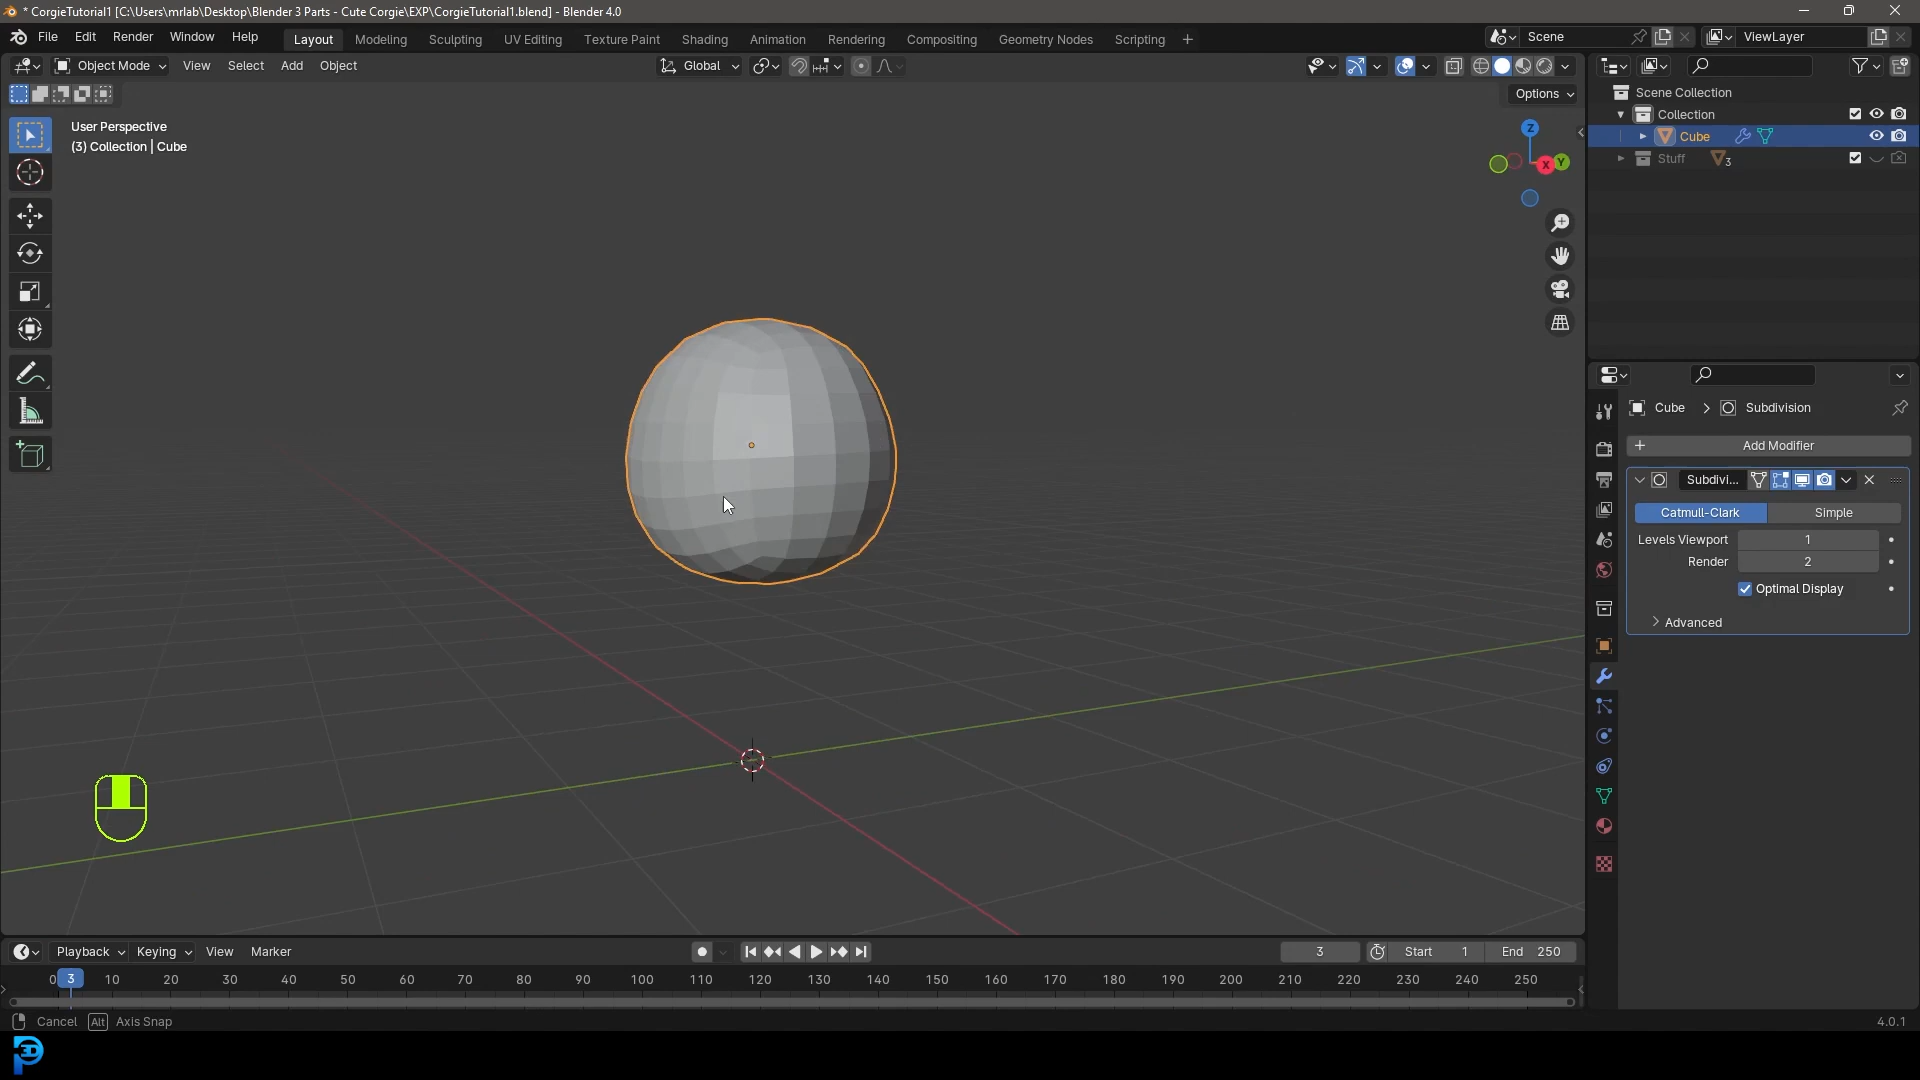 * CorgieTutorial1 [C:\Users\mrlab\Desktop\Blender 3 Parts - Cute Corgie\EXP\CorgieTutorial1.blend] - Blender 4.0
File Edit Render Window Help Layout Modeling Sculpting UV Editing Texture Paint Shading Animation Rendering Compositing Geometry Nodes Scripting + Scene ViewLayer
Object Mode View Select Add Object Global
Options
User Perspective
(3) Collection | Cube
Z
X
Y
Scene Collection
Collection
Cube
Stuff 3
Cube > Subdivision
+ Add Modifier
Subdivi...
Catmull-Clark Simple
Levels Viewport 1
Render 2
Optimal Display
> Advanced
Playback Keying View Marker 3 Start 1 End 250
0 3 10 20 30 40 50 60 70 80 90 100 110 120 130 140 150 160 170 180 190 200 210 220 230 240 250
Cancel Alt Axis Snap 4.0.1
P3D